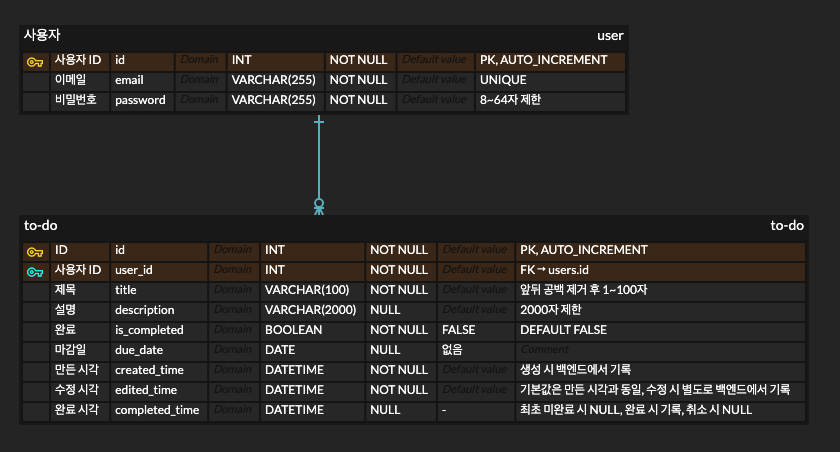 사용자 user
사용자 ID id Domain INT NOT NULL Default value PK, AUTO_INCREMENT
이메일 email Domain VARCHAR(255) NOT NULL Default value UNIQUE
비밀번호 password Domain VARCHAR(255) NOT NULL Default value 8~64자 제한
to-do to-do
ID id Domain INT NOT NULL Default value PK, AUTO_INCREMENT
사용자 ID user_id Domain INT NOT NULL Default value FK → users.id
제목 title Domain VARCHAR(100) NOT NULL Default value 앞뒤 공백 제거 후 1~100자
설명 description Domain VARCHAR(2000) NULL Default value 2000자 제한
완료 is_completed Domain BOOLEAN NOT NULL FALSE DEFAULT FALSE
마감일 due_date Domain DATE NULL 없음 Comment
만든 시각 created_time Domain DATETIME NOT NULL Default value 생성 시 백엔드에서 기록
수정 시각 edited_time Domain DATETIME NOT NULL Default value 기본값은 만든 시각과 동일, 수정 시 별도로 백엔드에서 기록
완료 시각 completed_time Domain DATETIME NULL - 최초 미완료 시 NULL, 완료 시 기록, 취소 시 NULL